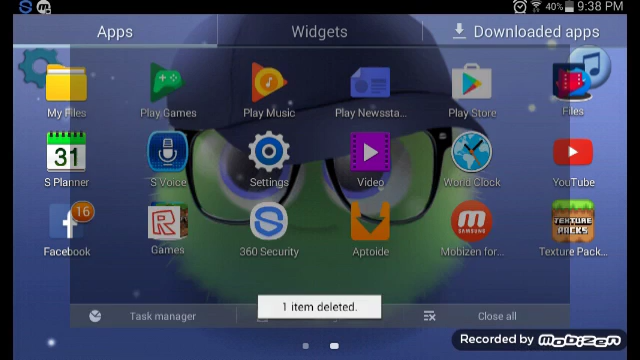 40% 9:38 PM
Apps Widgets Downloaded apps
My Files Play Games Play Music Play Newssta... Play Store Files
31
S Planner S Voice Settings Video World Clock YouTube
16
TEXTURE PACKS
Facebook Games 360 Security Aptoide Mobizen for... Texture Pack...
1 item deleted.
Task manager Close all
Recorded by Mobizen